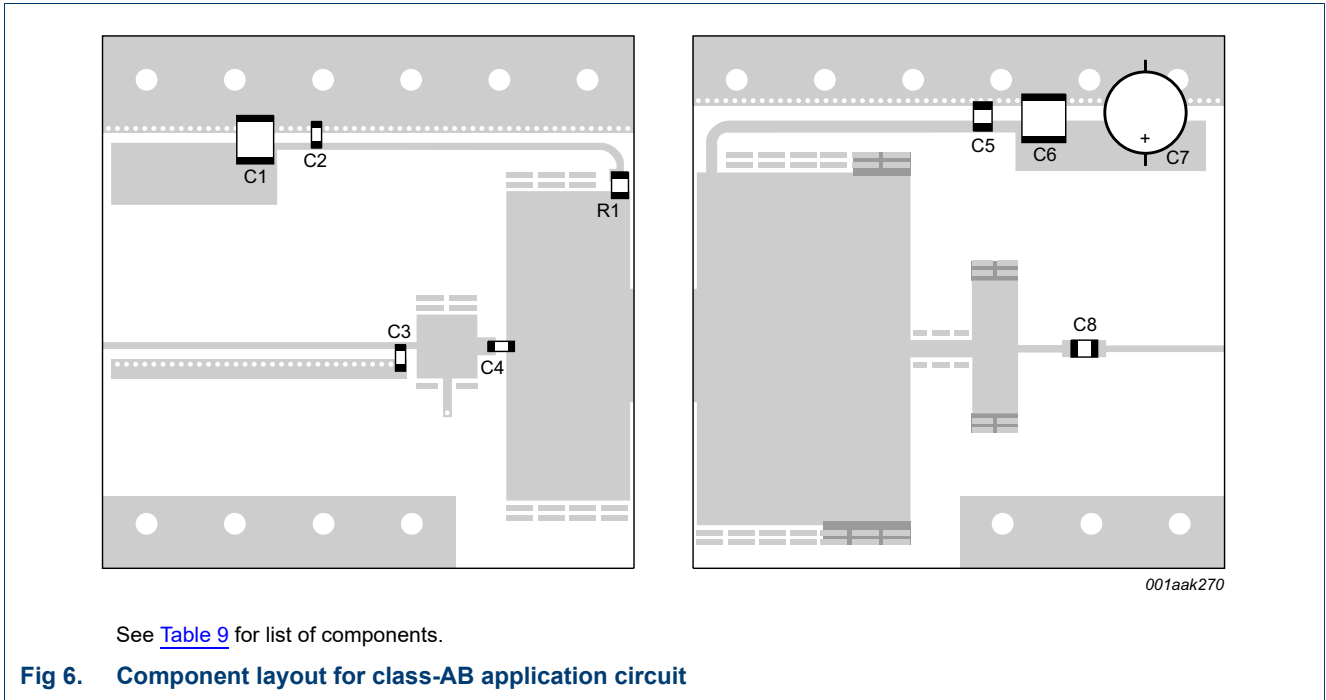 C1
C2
R1
C3
C4
C5
C6
+
C7
C8
001aak270
See Table 9 for list of components.
Fig 6. Component layout for class-AB application circuit